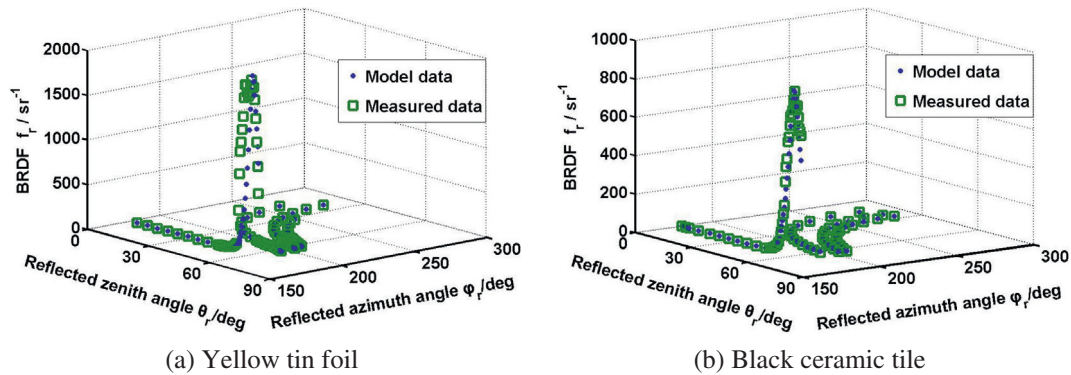 2000
1500
1000
500
0
BRDF f_r / sr^-1
Model data
Measured data
0
30
60
90
Reflected zenith angle θ_r/deg
150
200
250
300
Reflected azimuth angle φ_r/deg
(a) Yellow tin foil
1000
800
600
400
200
0
BRDF f_r / sr^-1
Model data
Measured data
0
30
60
90
Reflected zenith angle θ_r/deg
150
200
250
300
Reflected azimuth angle φ_r/deg
(b) Black ceramic tile